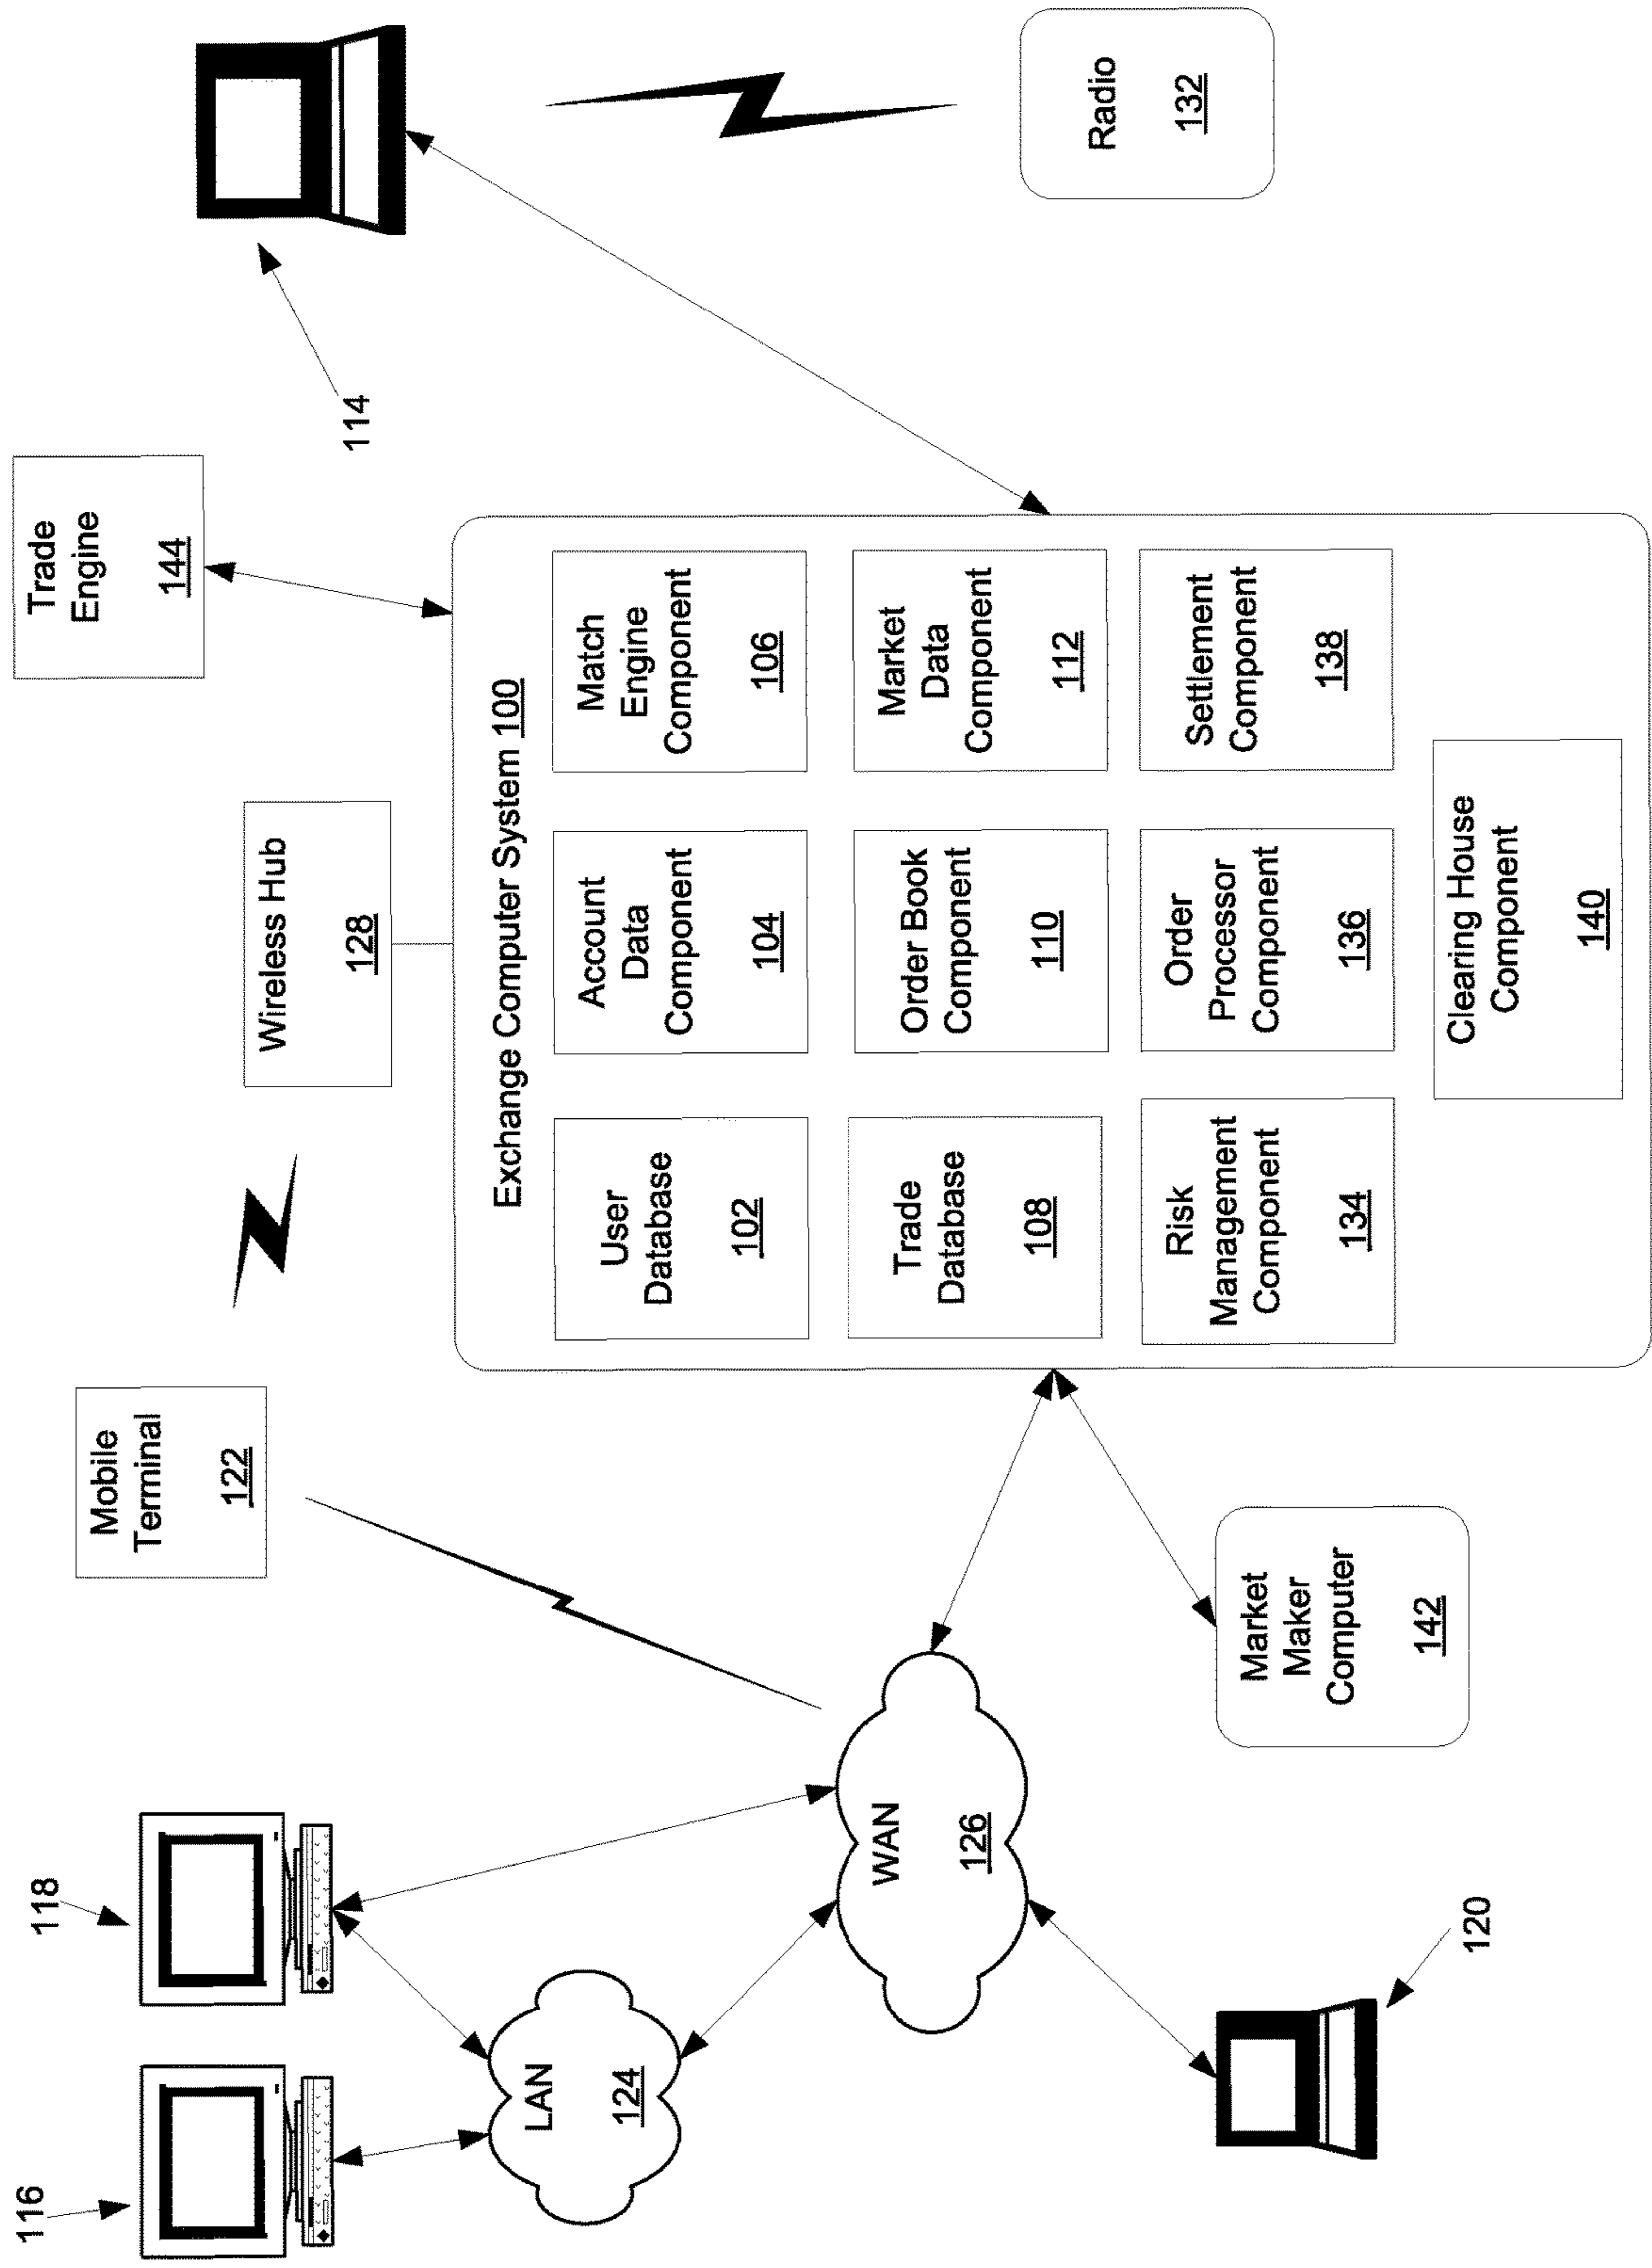 Trade
Engine
144
114
Wireless Hub
128
Mobile
Terminal
122
118
116
Exchange Computer System 100
User
Database
102
Account
Data
Component
104
Match
Engine
Component
106
Trade
Database
108
Order Book
Component
110
Market
Data
Component
112
Risk
Management
Component
134
Order
Processor
Component
136
Settlement
Component
138
Clearing House
Component
140
LAN
124
WAN
126
Market
Maker
Computer
142
120
Radio
132